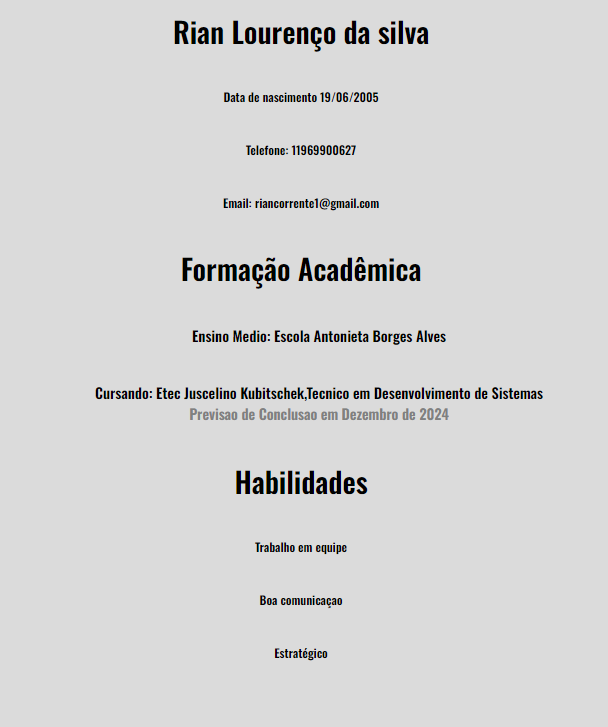 Rian Lourenço da silva
Data de nascimento 19/06/2005
Telefone: 11969900627
Email: riancorrente1@gmail.com
Formação Acadêmica
Ensino Medio: Escola Antonieta Borges Alves
Cursando: Etec Juscelino Kubitschek,Tecnico em Desenvolvimento de Sistemas
Previsao de Conclusao em Dezembro de 2024
Habilidades
Trabalho em equipe
Boa comunicaçao
Estratégico